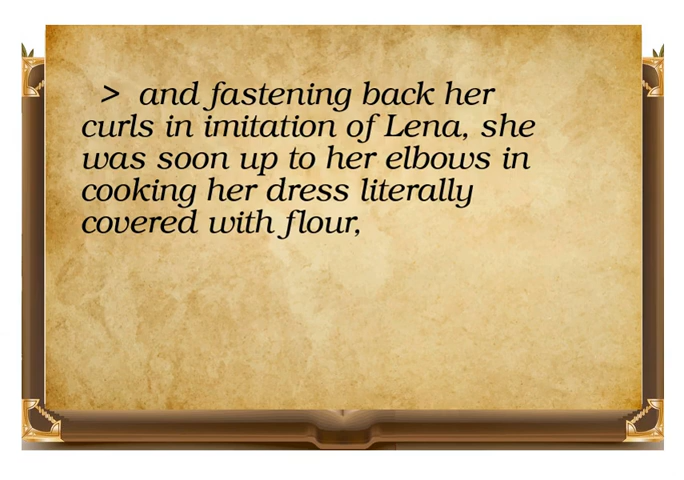 > and fastening back her
curls in imitation of Lena, she
was soon up to her elbows in
cooking her dress literally
covered with flour,